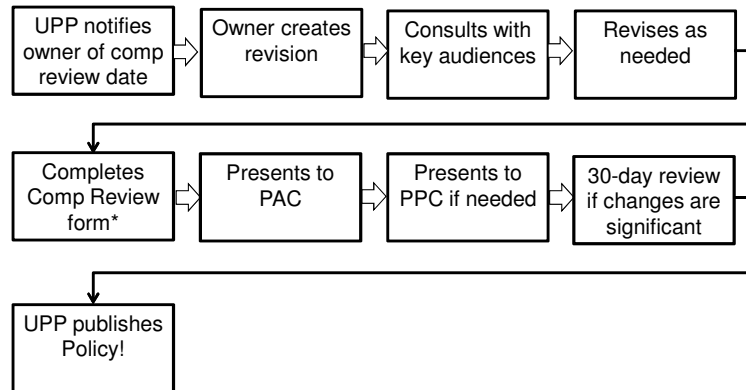 UPP notifies
owner of comp
review date
Owner creates
revision
Consults with
key audiences
Revises as
needed
Completes
Comp Review
form*
Presents to
PAC
Presents to
PPC if needed
30-day review
if changes are
significant
UPP publishes
Policy!